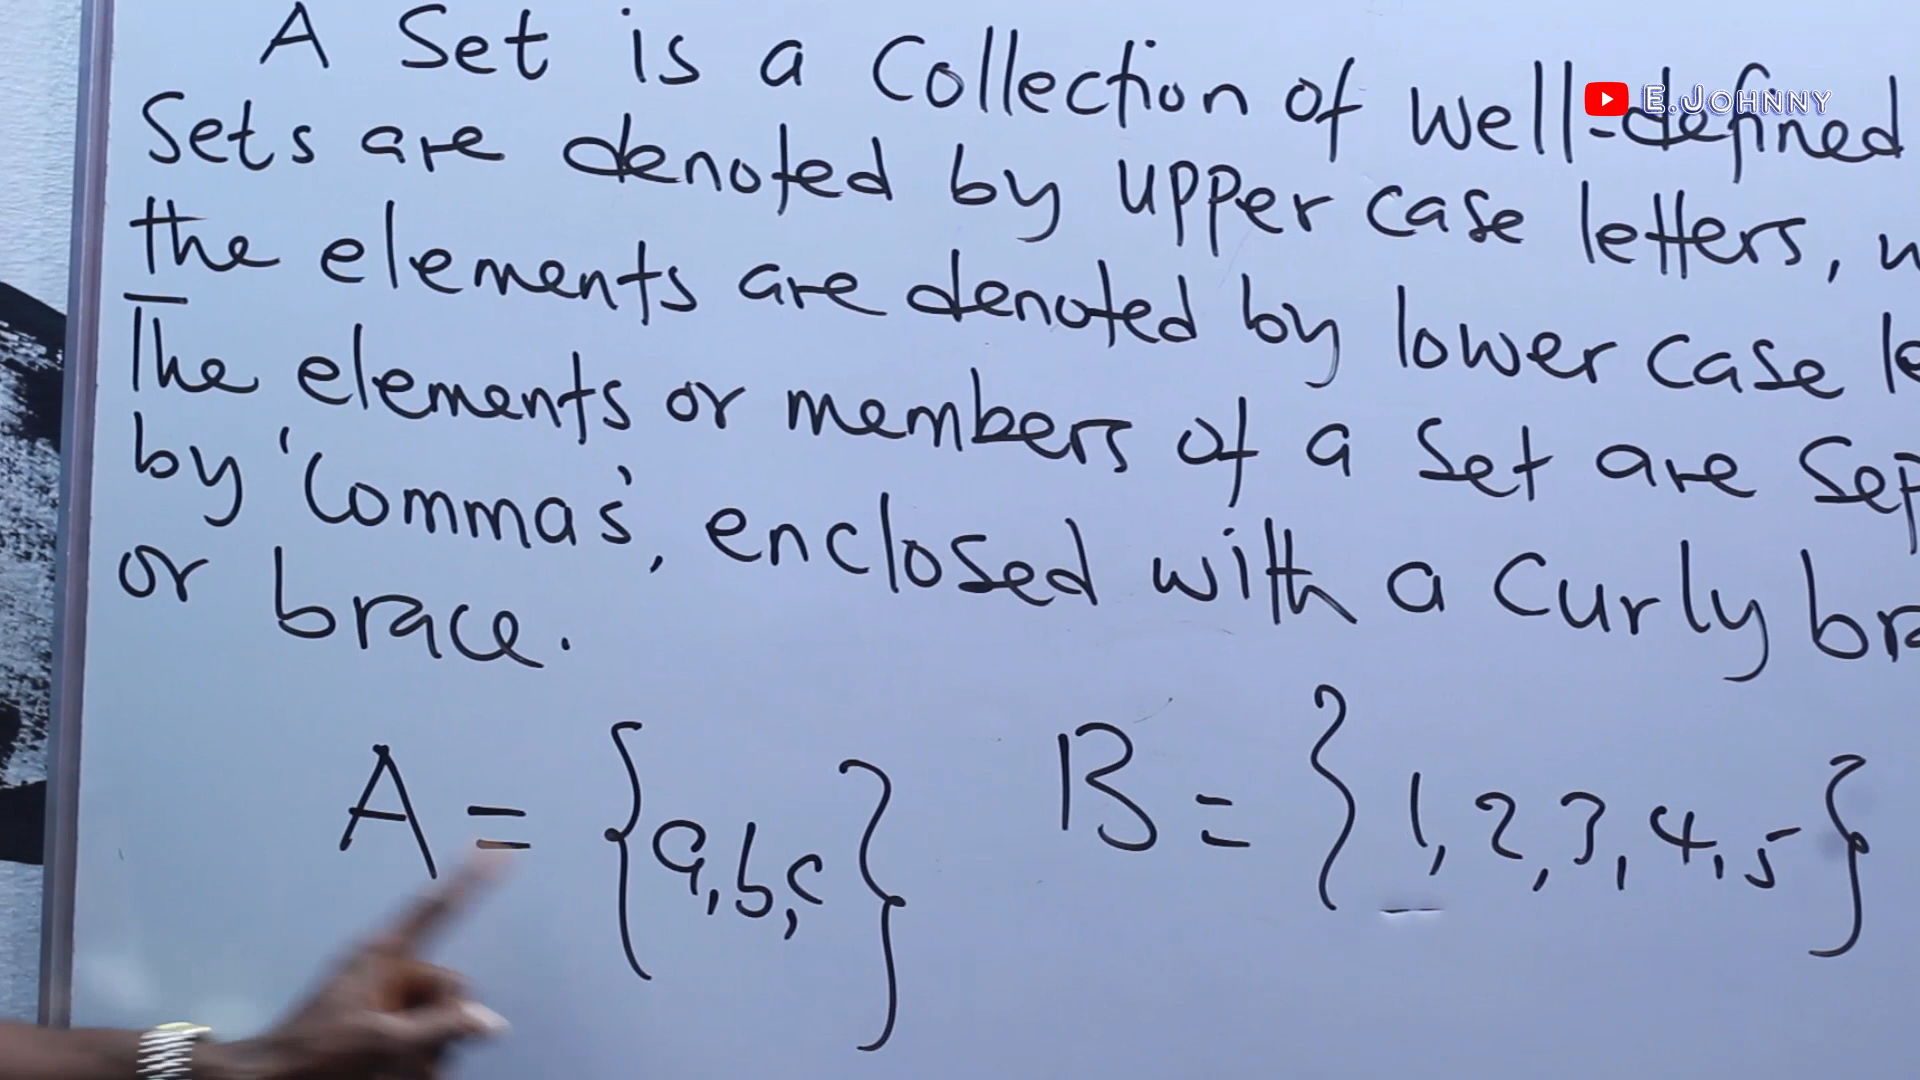 A Set is a Collection of well-defined
E.JOHNNY
Sets are denoted by upper case letters,
the elements are denoted by lower case
The elements or members of a set are
by 'Commas', enclosed with a Curly
or brace.
A = {a,b,c} B = {1,2,3,4,5}